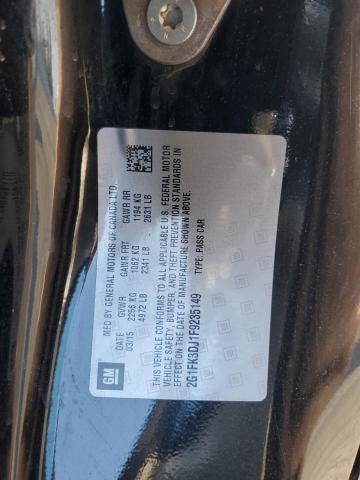 GM
MFD BY GENERAL MOTORS OF CANADA LTD.
DATE GVWR GAWR FRT GAWR RR
03/15 2256 KG 1062 KG 1194 KG
4972 LB 2341 LB 2631 LB
THIS VEHICLE CONFORMS TO ALL APPLICABLE U.S. FEDERAL MOTOR
VEHICLE SAFETY, BUMPER, AND THEFT PREVENTION STANDARDS IN
EFFECT ON THE DATE OF MANUFACTURE SHOWN ABOVE.
2G1FK3DJ1F9285149 TYPE: PASS CAR